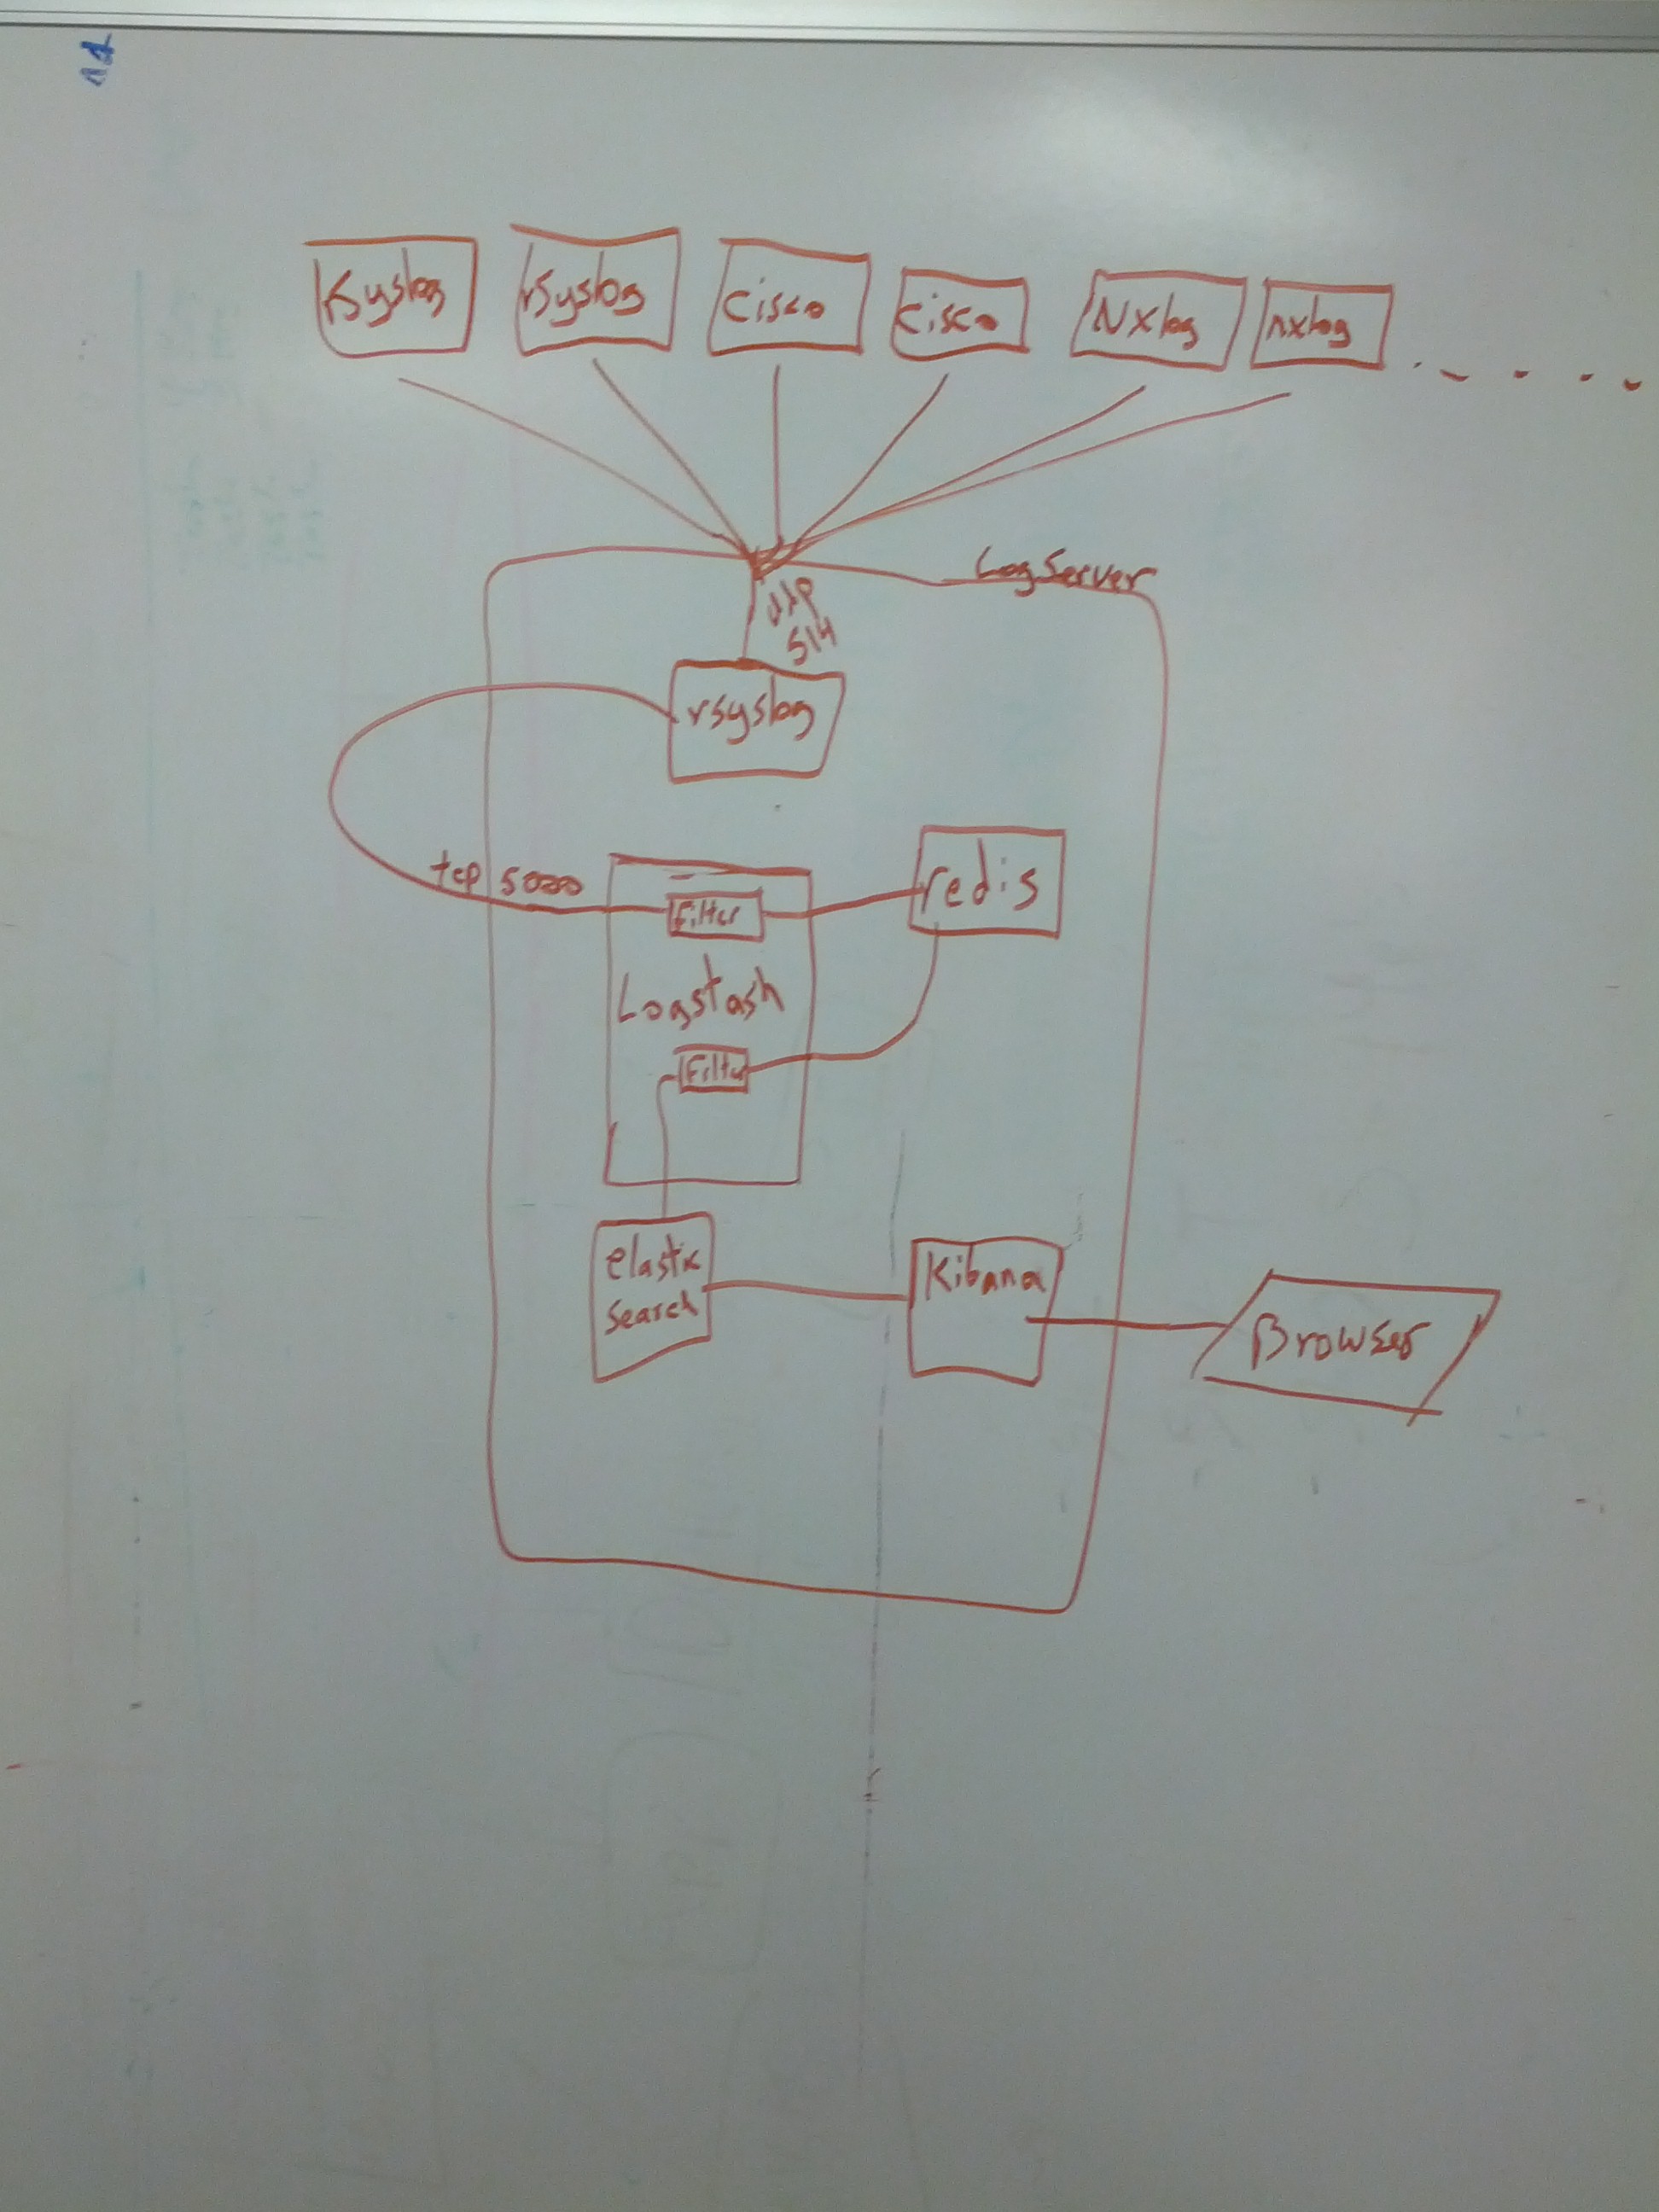 rsyslog
rsyslog
cisco
cisco
Nxlog
nxlog
LogServer
udp
514
rsyslog
tcp 5000
Filter
redis
Logstash
Filter
elastic
search
Kibana
Browser